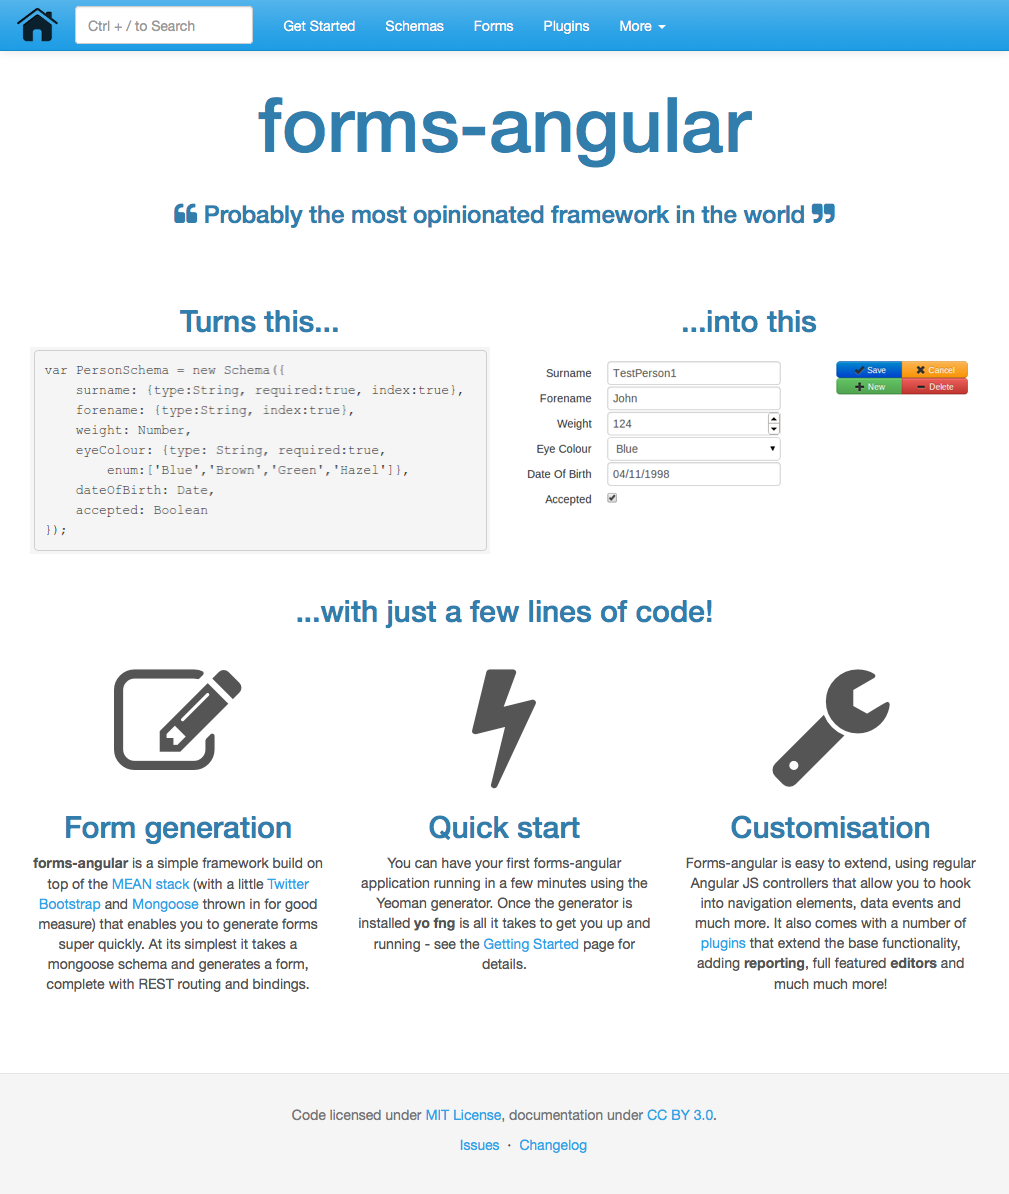 Ctrl + / to Search
Get Started
Schemas
Forms
Plugins
More
forms-angular
❝ Probably the most opinionated framework in the world ❞
Turns this...
var PersonSchema = new Schema({
    surname: {type:String, required:true, index:true},
    forename: {type:String, index:true},
    weight: Number,
    eyeColour: {type: String, required:true,
        enum:['Blue','Brown','Green','Hazel']},
    dateOfBirth: Date,
    accepted: Boolean
});
...into this
Surname TestPerson1
Forename John
Weight 124
Eye Colour Blue
Date Of Birth 04/11/1998
Accepted
Save Cancel
New Delete
...with just a few lines of code!
Form generation
forms-angular is a simple framework build on
top of the MEAN stack (with a little Twitter
Bootstrap and Mongoose thrown in for good
measure) that enables you to generate forms
super quickly. At its simplest it takes a
mongoose schema and generates a form,
complete with REST routing and bindings.
Quick start
You can have your first forms-angular
application running in a few minutes using the
Yeoman generator. Once the generator is
installed yo fng is all it takes to get you up and
running - see the Getting Started page for
details.
Customisation
Forms-angular is easy to extend, using regular
Angular JS controllers that allow you to hook
into navigation elements, data events and
much more. It also comes with a number of
plugins that extend the base functionality,
adding reporting, full featured editors and
much much more!
Code licensed under MIT License, documentation under CC BY 3.0.
Issues · Changelog